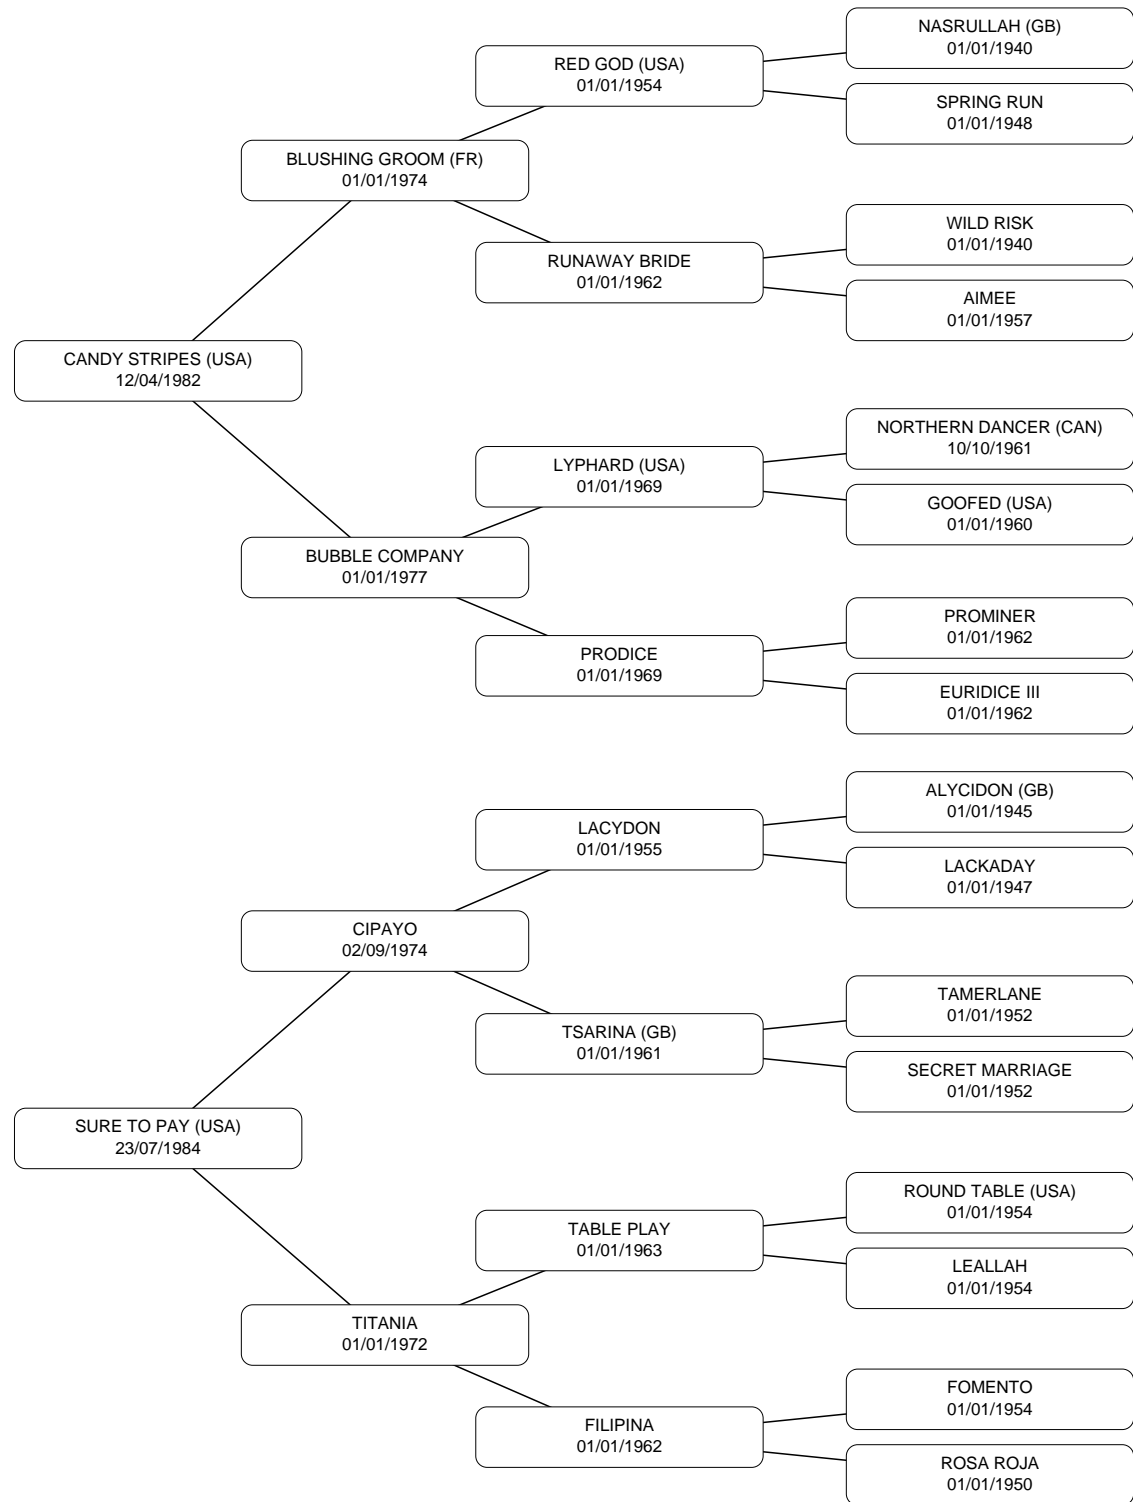 NASRULLAH (GB)
01/01/1940
RED GOD (USA)
01/01/1954
SPRING RUN
01/01/1948
BLUSHING GROOM (FR)
01/01/1974
WILD RISK
01/01/1940
RUNAWAY BRIDE
01/01/1962
AIMEE
01/01/1957
CANDY STRIPES (USA)
12/04/1982
NORTHERN DANCER (CAN)
10/10/1961
LYPHARD (USA)
01/01/1969
GOOFED (USA)
01/01/1960
BUBBLE COMPANY
01/01/1977
PROMINER
01/01/1962
PRODICE
01/01/1969
EURIDICE III
01/01/1962
ALYCIDON (GB)
01/01/1945
LACYDON
01/01/1955
LACKADAY
01/01/1947
CIPAYO
02/09/1974
TAMERLANE
01/01/1952
TSARINA (GB)
01/01/1961
SECRET MARRIAGE
01/01/1952
SURE TO PAY (USA)
23/07/1984
ROUND TABLE (USA)
01/01/1954
TABLE PLAY
01/01/1963
LEALLAH
01/01/1954
TITANIA
01/01/1972
FOMENTO
01/01/1954
FILIPINA
01/01/1962
ROSA ROJA
01/01/1950